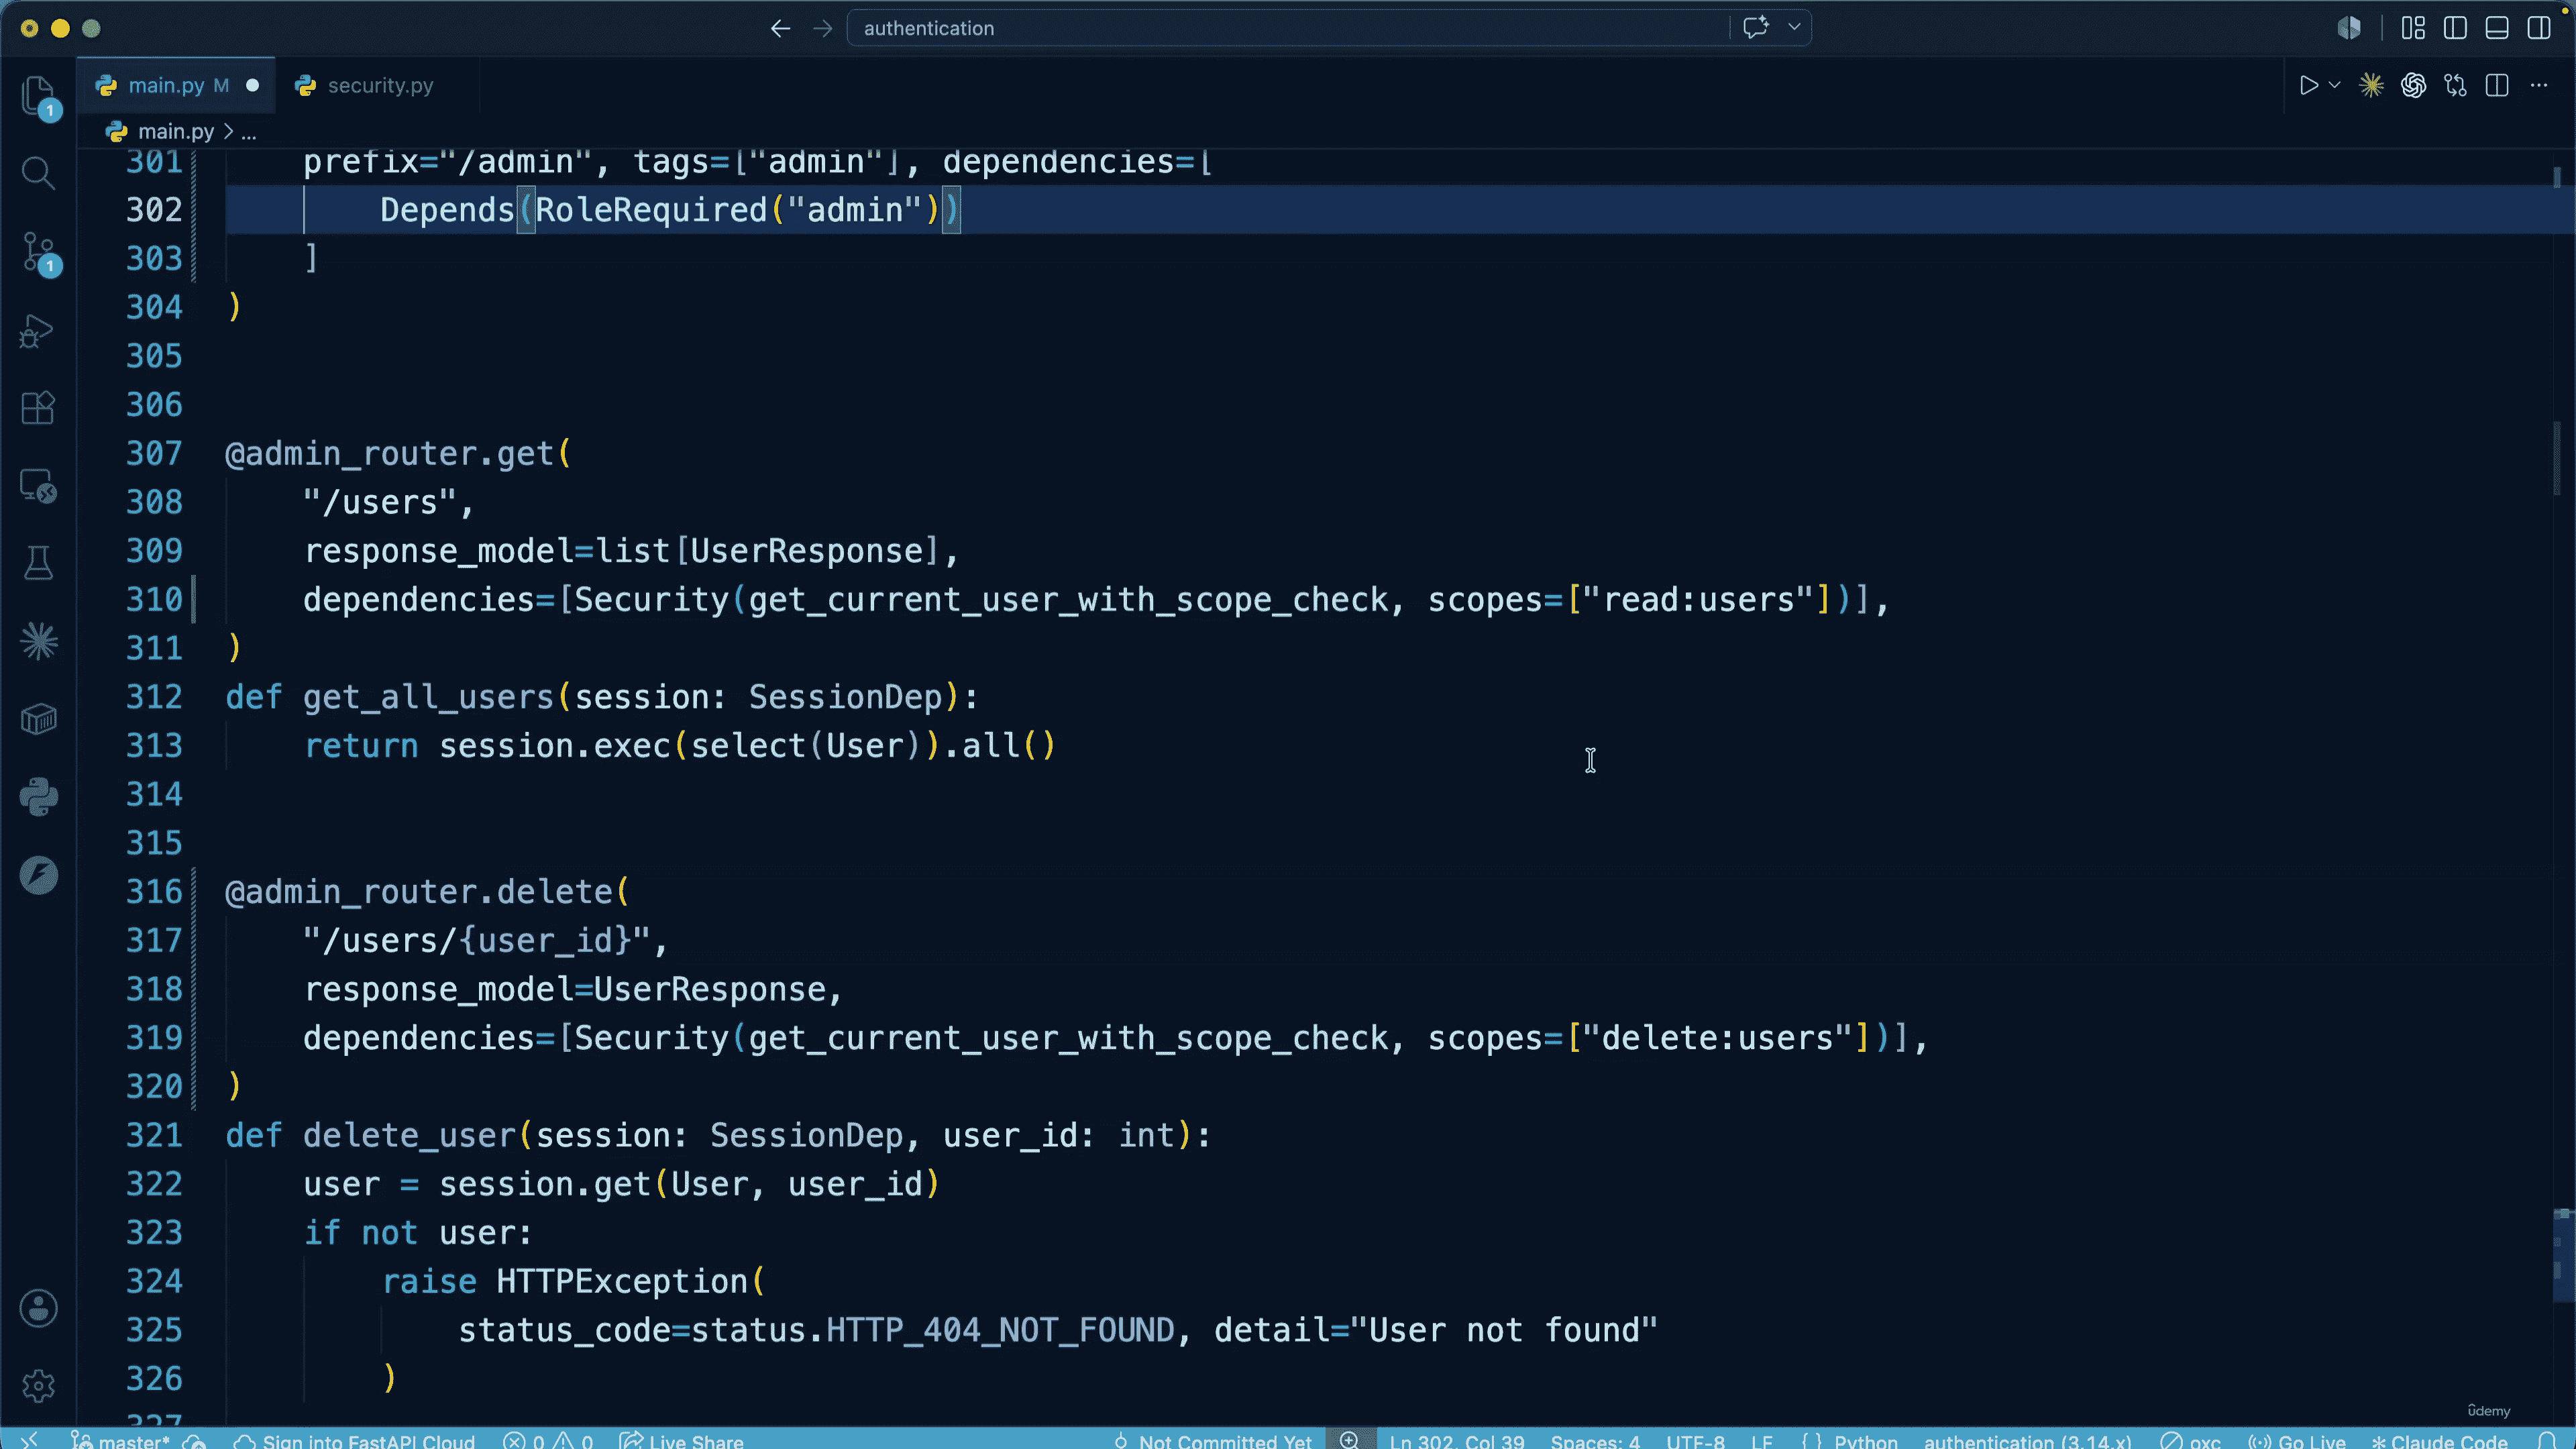 authentication
main.py M
security.py
main.py > ...
1
1
301 prefix="/admin", tags=["admin"], dependencies=[
302 Depends(RoleRequired("admin"))
303 ]
304 )
305
306
307 @admin_router.get(
308 "/users",
309 response_model=list[UserResponse],
310 dependencies=[Security(get_current_user_with_scope_check, scopes=["read:users"])],
311 )
312 def get_all_users(session: SessionDep):
313 return session.exec(select(User)).all()
314
315
316 @admin_router.delete(
317 "/users/{user_id}",
318 response_model=UserResponse,
319 dependencies=[Security(get_current_user_with_scope_check, scopes=["delete:users"])],
320 )
321 def delete_user(session: SessionDep, user_id: int):
322 user = session.get(User, user_id)
323 if not user:
324 raise HTTPException(
325 status_code=status.HTTP_404_NOT_FOUND, detail="User not found"
326 )
327
ûdemy
master* Sign into FastAPI Cloud 0 0 Live Share Not Committed Yet Ln 302, Col 39 Spaces: 4 UTF-8 LF { } Python authentication (3.14.x) oxc Go Live Claude Code